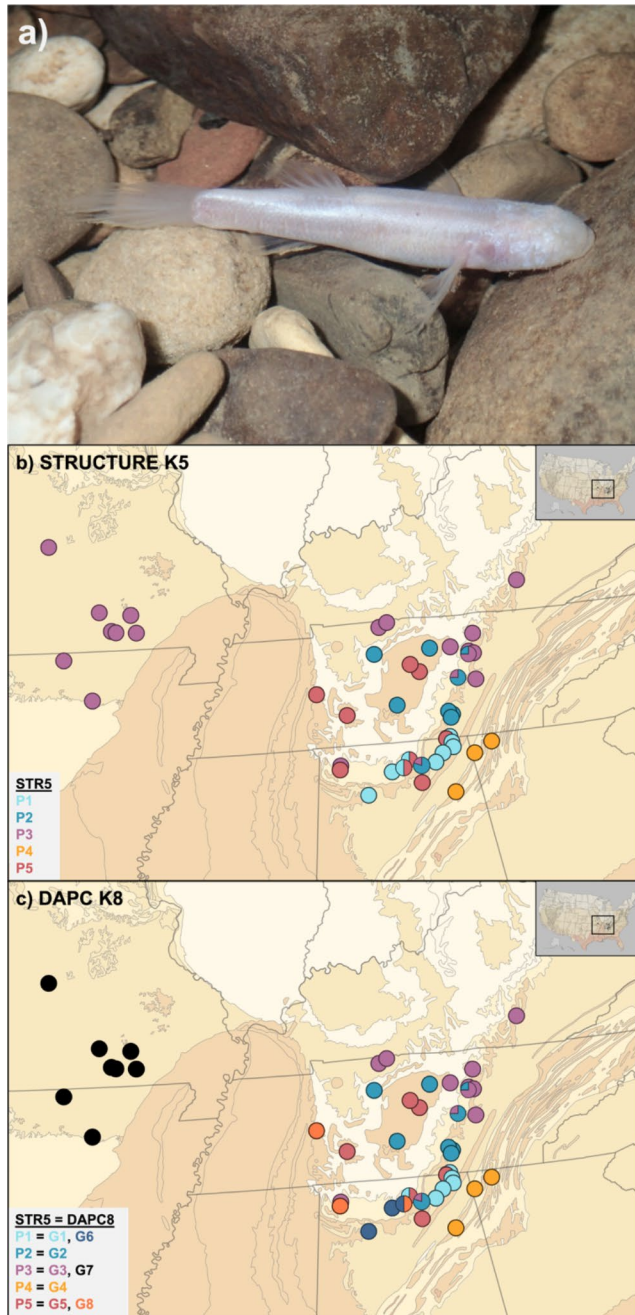 a)
b) STRUCTURE K5
STR5
P1
P2
P3
P4
P5
c) DAPC K8
STR5 = DAPC8
P1 = G1, G6
P2 = G2
P3 = G3, G7
P4 = G4
P5 = G5, G8